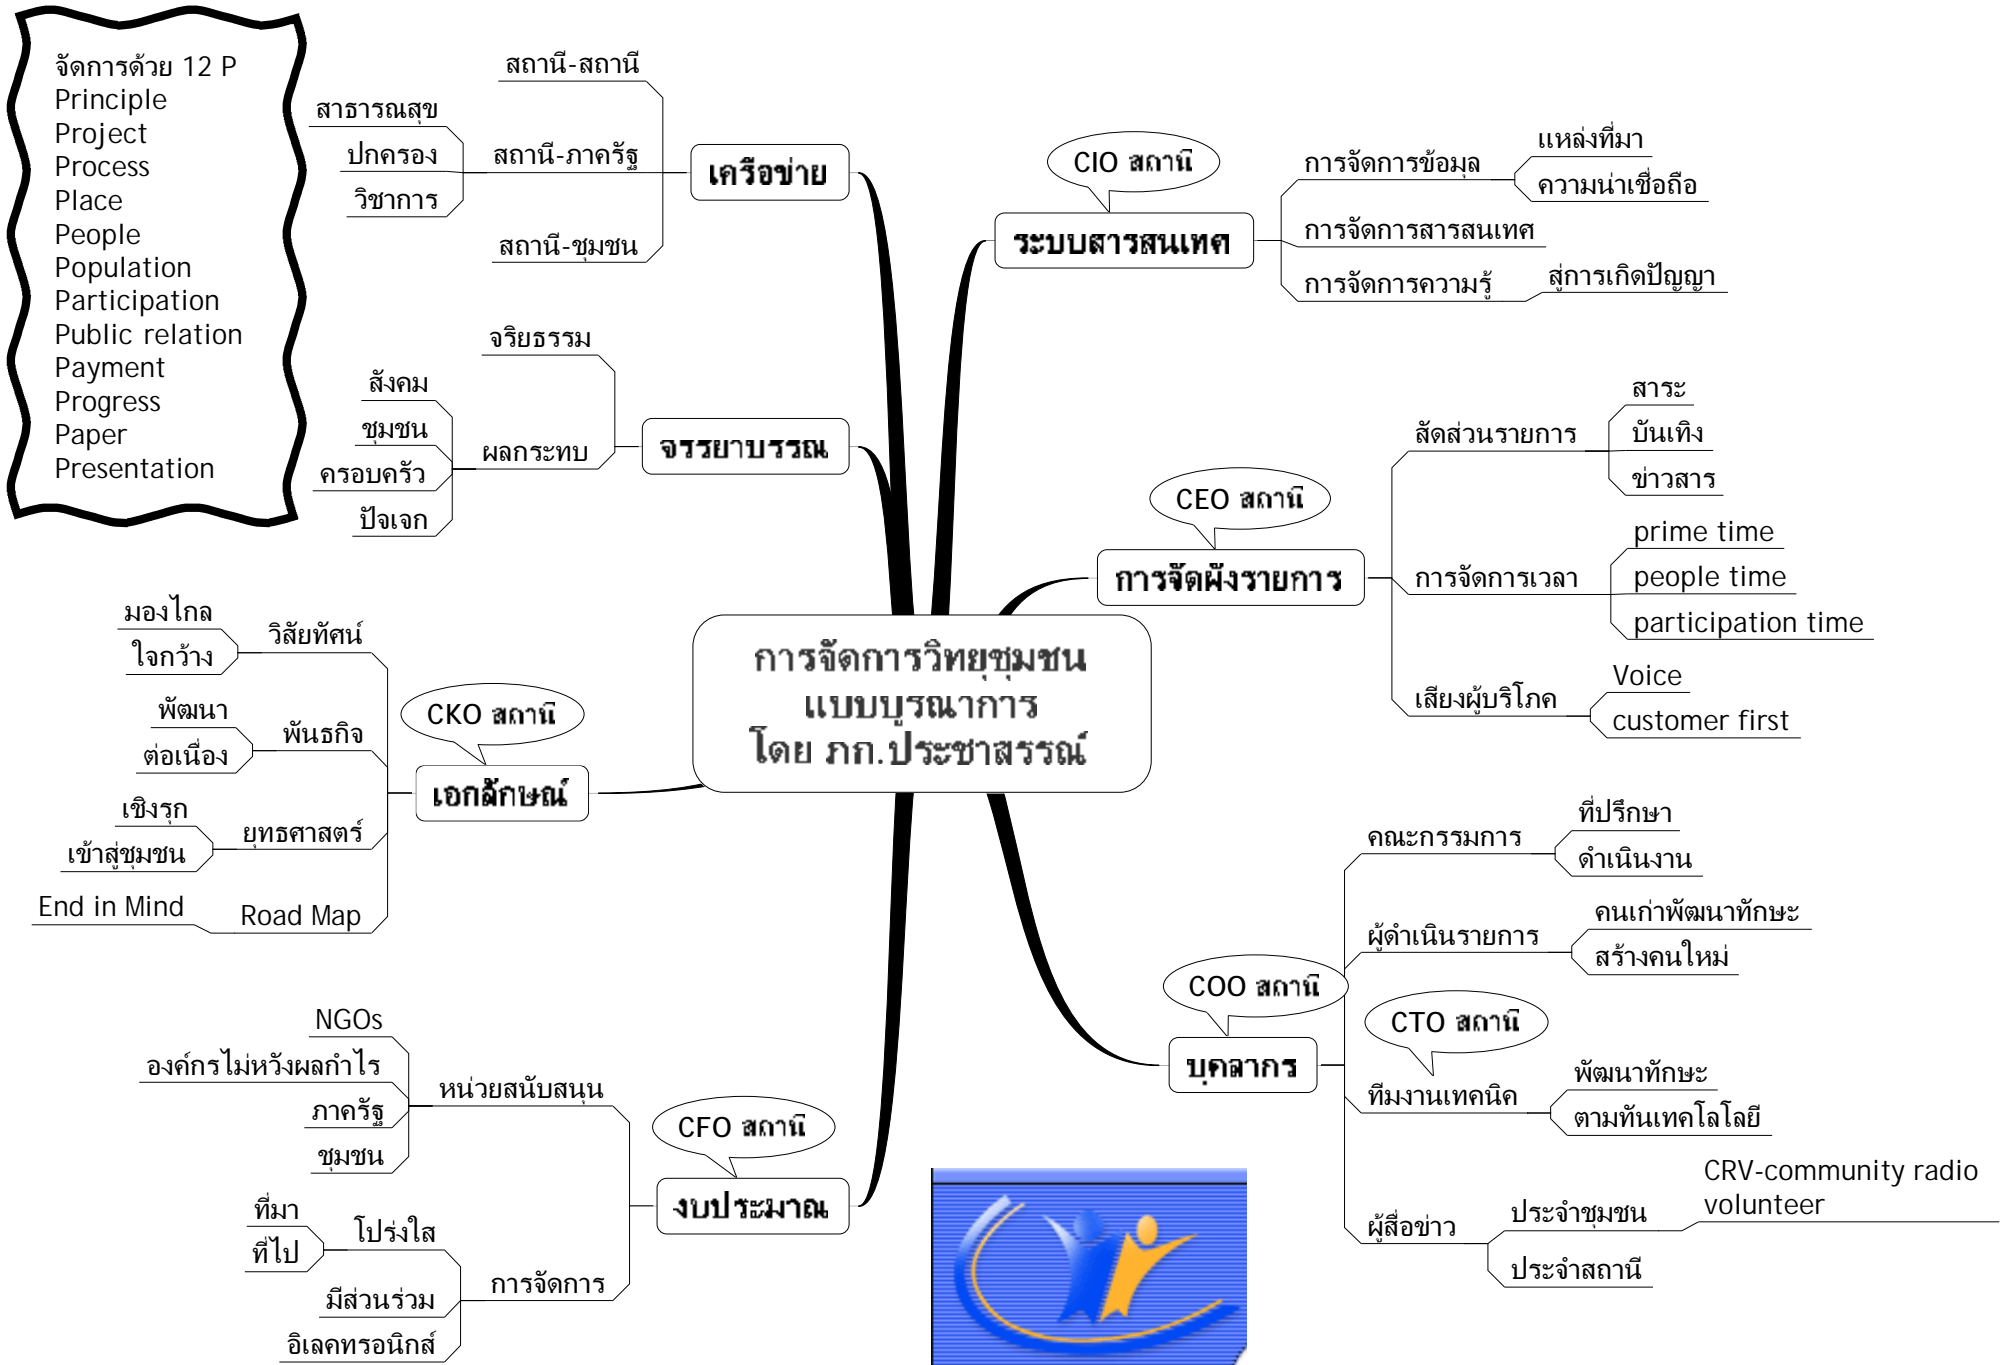 จัดการด้วย 12 P
Principle
Project
Process
Place
People
Population
Participation
Public relation
Payment
Progress
Paper
Presentation
สถานี-สถานี
สาธารณสุข
ปกครอง
วิชาการ
สถานี-ภาครัฐ
สถานี-ชุมชน
เครือข่าย
จริยธรรม
สังคม
ชุมชน
ครอบครัว
ปัจเจก
ผลกระทบ
จรรยาบรรณ
มองไกล
ใจกว้าง
วิสัยทัศน์
พัฒนา
ต่อเนื่อง
พันธกิจ
เชิงรุก
เข้าสู่ชุมชน
ยุทธศาสตร์
End in Mind
Road Map
CKO สถานี
เอกลักษณ์
NGOs
องค์กรไม่หวังผลกำไร
ภาครัฐ
ชุมชน
หน่วยสนับสนุน
ที่มา
ที่ไป
โปร่งใส
มีส่วนร่วม
อิเลคทรอนิกส์
การจัดการ
CFO สถานี
งบประมาณ
การจัดการวิทยุชุมชน
แบบบูรณาการ
โดย ภก.ประชาสรรณ์
CIO สถานี
ระบบสารสนเทศ
การจัดการข้อมุล
แหล่งที่มา
ความน่าเชื่อถือ
การจัดการสารสนเทศ
การจัดการความรู้
สู่การเกิดปัญญา
CEO สถานี
การจัดผังรายการ
สัดส่วนรายการ
สาระ
บันเทิง
ข่าวสาร
การจัดการเวลา
prime time
people time
participation time
เสียงผู้บริโภค
Voice
customer first
COO สถานี
บุคลากร
คณะกรรมการ
ที่ปรึกษา
ดำเนินงาน
ผู้ดำเนินรายการ
คนเก่าพัฒนาทักษะ
สร้างคนใหม่
CTO สถานี
ทีมงานเทคนิค
พัฒนาทักษะ
ตามทันเทคโลโลยี
ผู้สื่อข่าว
ประจำชุมชน
CRV-community radio
volunteer
ประจำสถานี